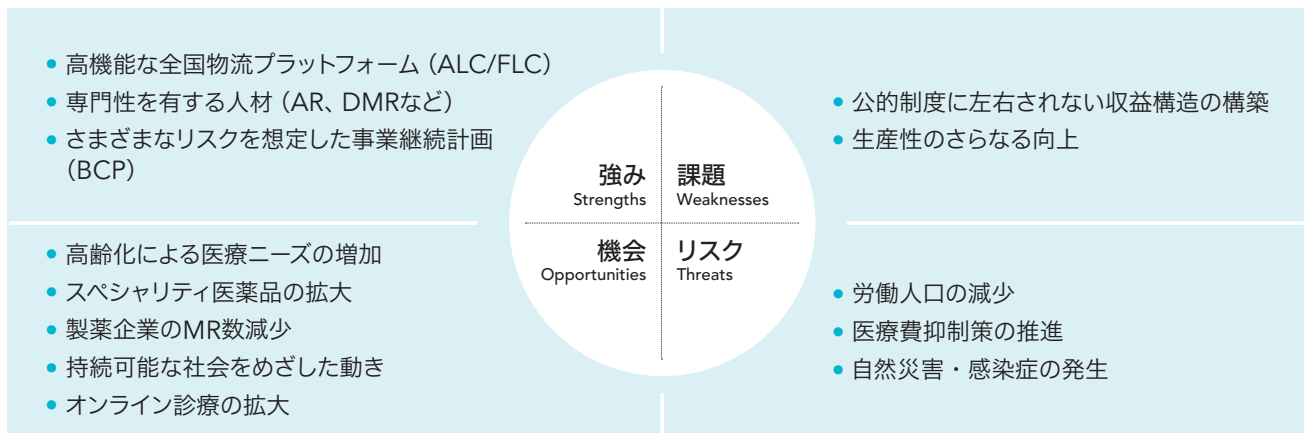 • 高機能な全国物流プラットフォーム（ALC/FLC）
• 専門性を有する人材（AR、DMRなど）
• さまざまなリスクを想定した事業継続計画
（BCP）
強み
Strengths
課題
Weaknesses
• 公的制度に左右されない収益構造の構築
• 生産性のさらなる向上
機会
Opportunities
リスク
Threats
• 高齢化による医療ニーズの増加
• スペシャリティ医薬品の拡大
• 製薬企業のMR数減少
• 持続可能な社会をめざした動き
• オンライン診療の拡大
• 労働人口の減少
• 医療費抑制策の推進
• 自然災害・感染症の発生